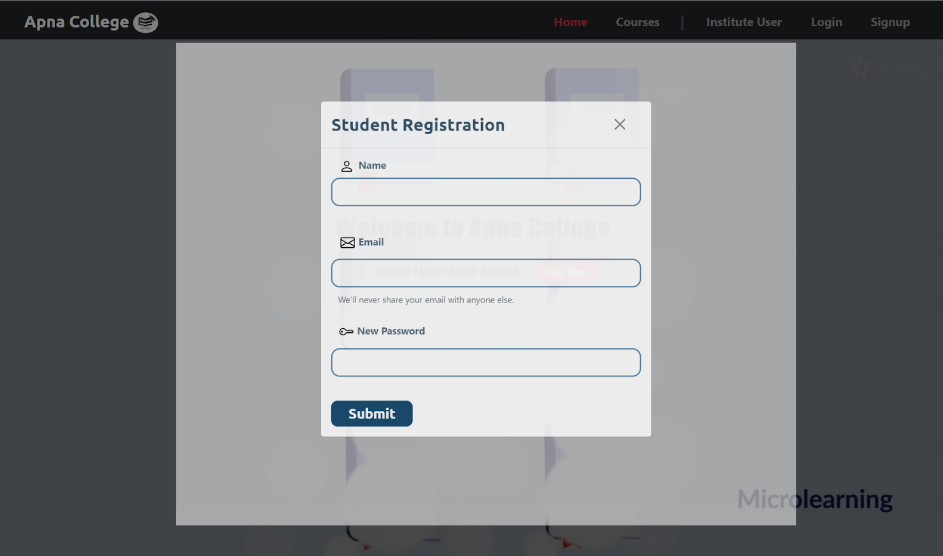 Apna College
Home Courses | Institute User Login Signup
Student Registration
Name
Welcome to Apna College
Email
We'll never share your email with anyone else.
New Password
Submit
Microlearning